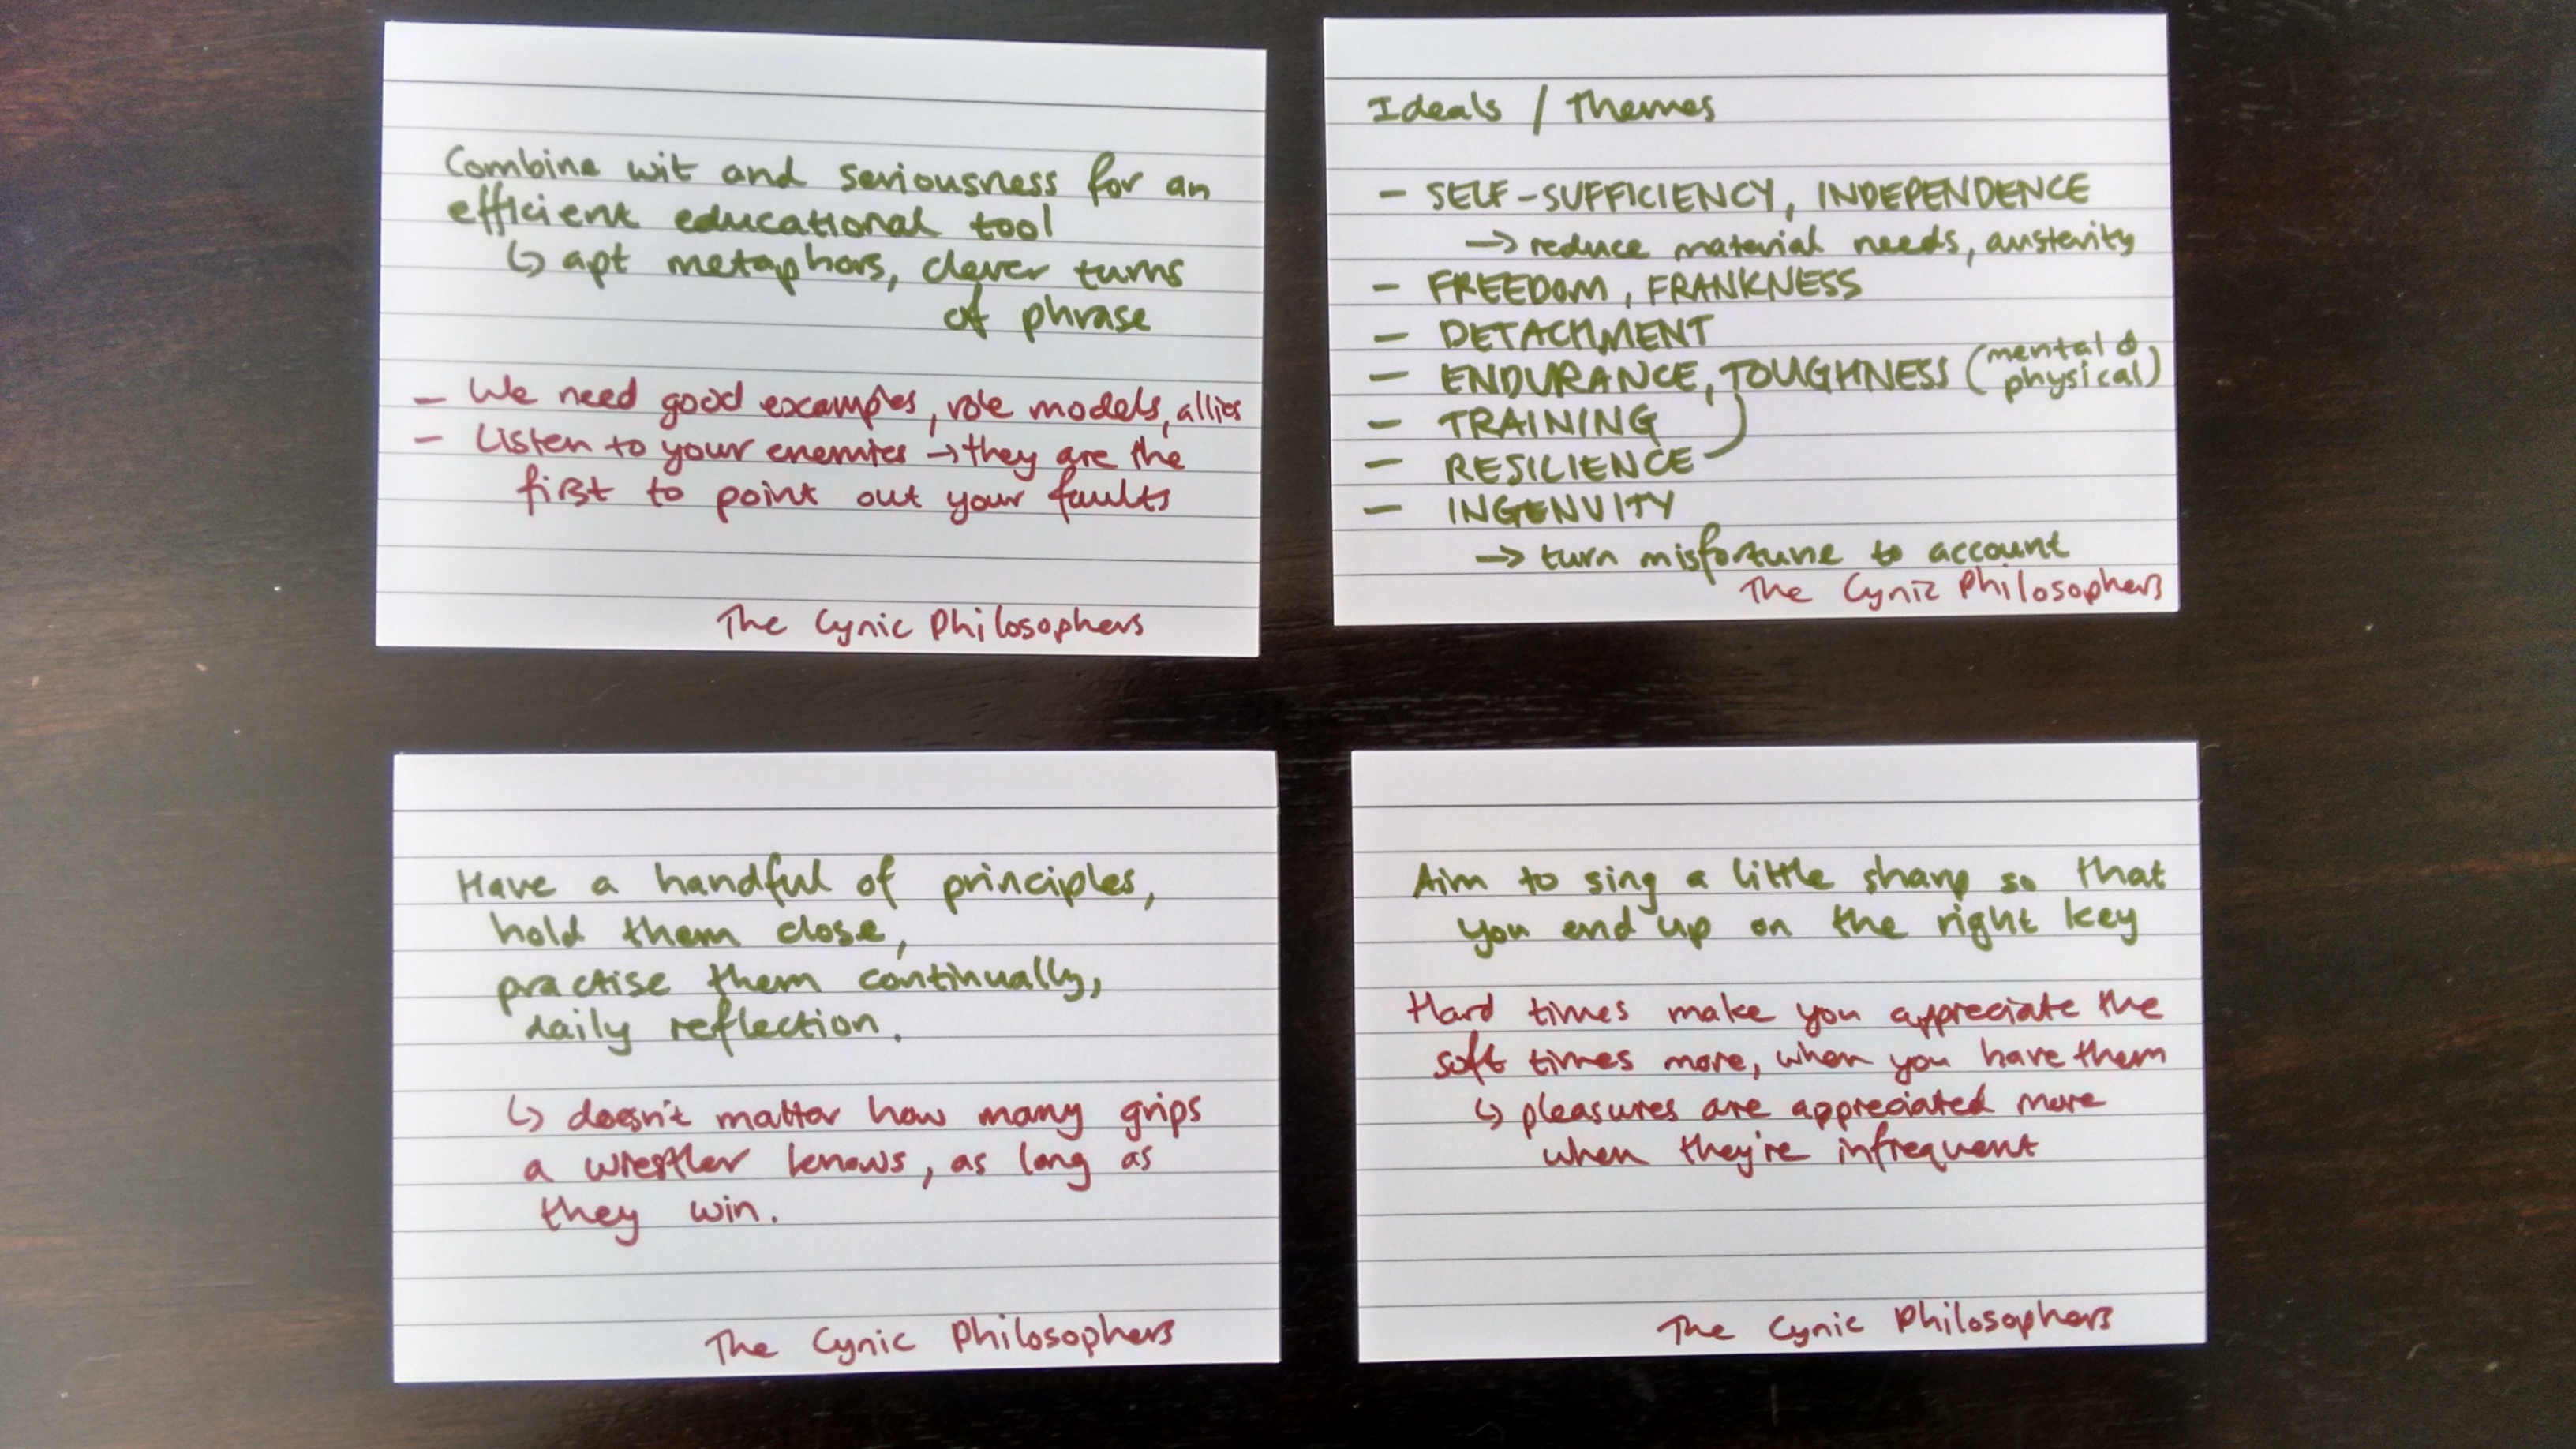 Combine wit and seriousness for an
efficient educational tool
↳ apt metaphors, clever turns
of phrase
- We need good examples, role models, allies
- Listen to your enemies → they are the
first to point out your faults
The Cynic Philosophers
Ideals / Themes
- SELF-SUFFICIENCY, INDEPENDENCE
→ reduce material needs, austerity
- FREEDOM, FRANKNESS
- DETACHMENT
- ENDURANCE, TOUGHNESS (mental & physical)
- TRAINING
- RESILIENCE
- INGENUITY
→ turn misfortune to account
The Cynic Philosophers
Have a handful of principles,
hold them close,
practise them continually,
daily reflection.
↳ doesn't matter how many grips
a wrestler knows, as long as
they win.
The Cynic Philosophers
Aim to sing a little sharp so that
you end up on the right key
Hard times make you appreciate the
soft times more, when you have them
↳ pleasures are appreciated more
when they're infrequent
The Cynic Philosophers